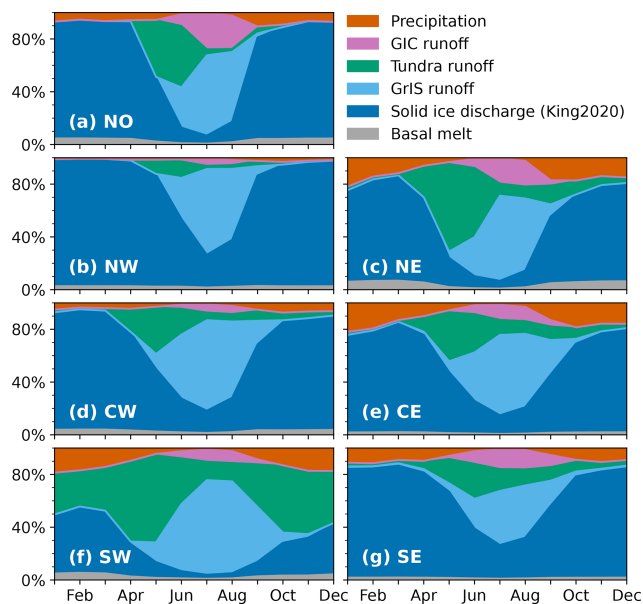 80%
40%
0%
(a) NO
Precipitation
GIC runoff
Tundra runoff
GrIS runoff
Solid ice discharge (King2020)
Basal melt
80%
40%
0%
(b) NW
(c) NE
80%
40%
0%
(d) CW
(e) CE
80%
40%
0%
(f) SW
(g) SE
Feb Apr Jun Aug Oct Dec
Feb Apr Jun Aug Oct Dec